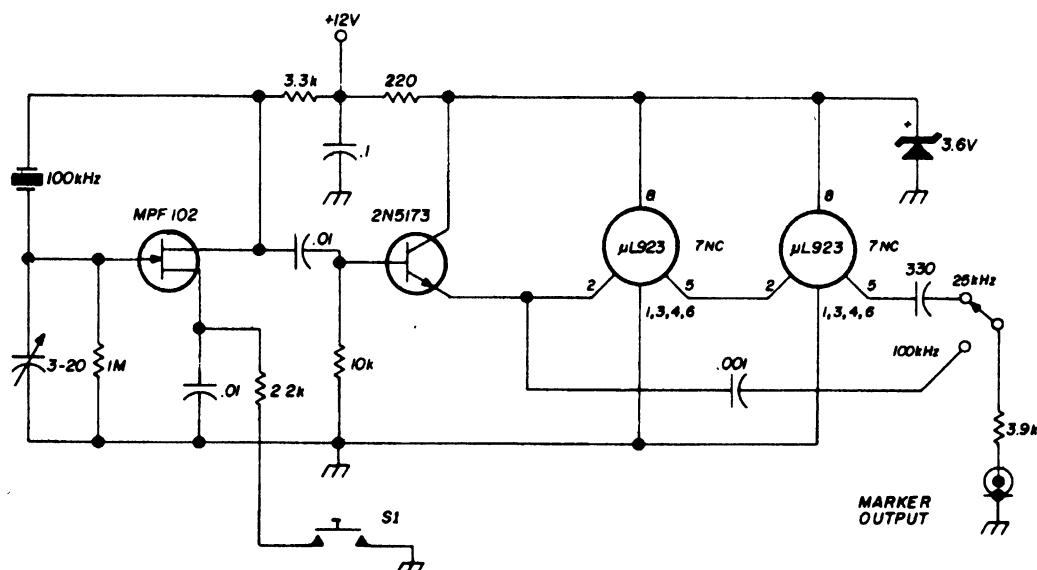 +12V
3.3k
220
.1
+
3.6V
100kHz
MPF 102
.01
2N5173
8
8
μL923
7NC
μL923
7NC
2
5
2
5
330
25kHz
1,3,4,6
1,3,4,6
3-20
1M
.01
2.2k
10k
.001
100kHz
3.9k
S1
MARKER
OUTPUT